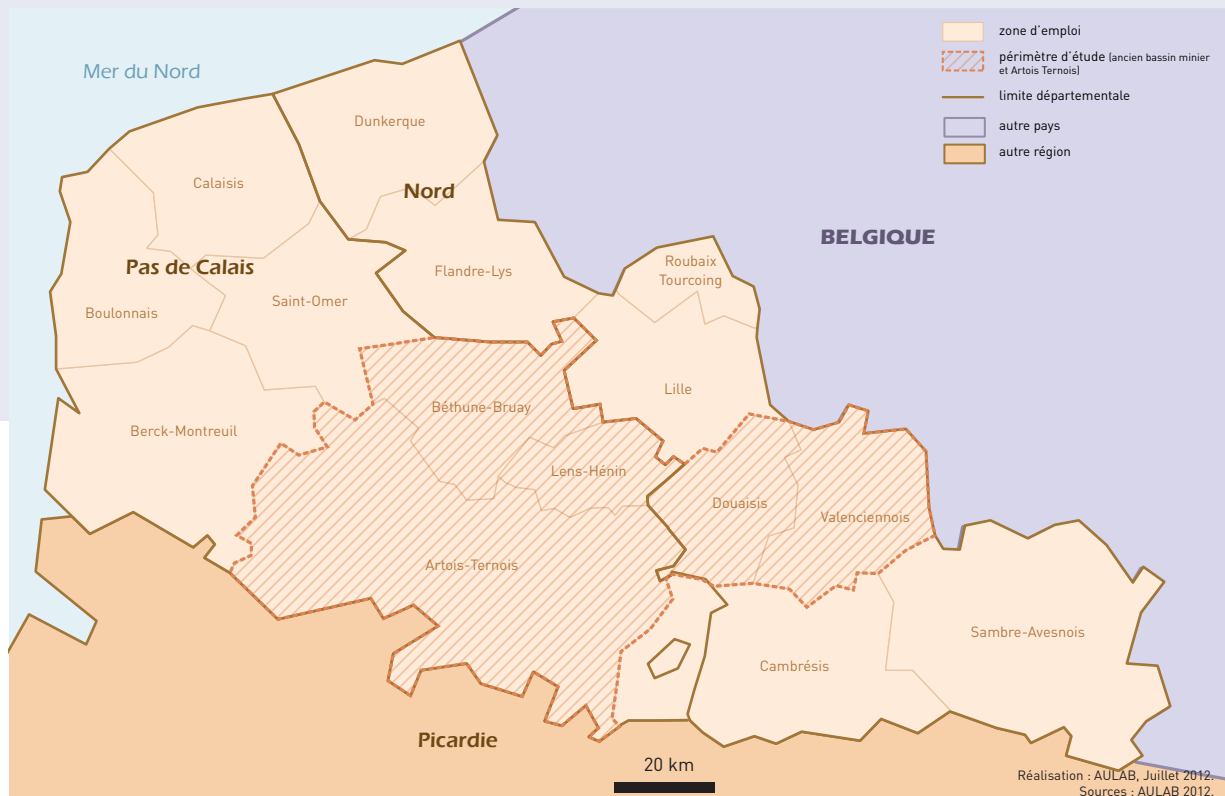 zone d'emploi
périmètre d'étude (ancien bassin minier
et Artois Ternois)
limite départementale
autre pays
autre région
Mer du Nord
Dunkerque
Calaisis
Nord
BELGIQUE
Roubaix
Tourcoing
Pas de Calais
Flandre-Lys
Saint-Omer
Boulonnais
Lille
Béthune-Bruay
Berck-Montreuil
Lens-Hénin
Douaisis
Valenciennois
Artois-Ternois
Sambre-Avesnois
Cambrésis
Picardie
20 km
Réalisation : AULAB, Juillet 2012.
Sources : AULAB 2012.